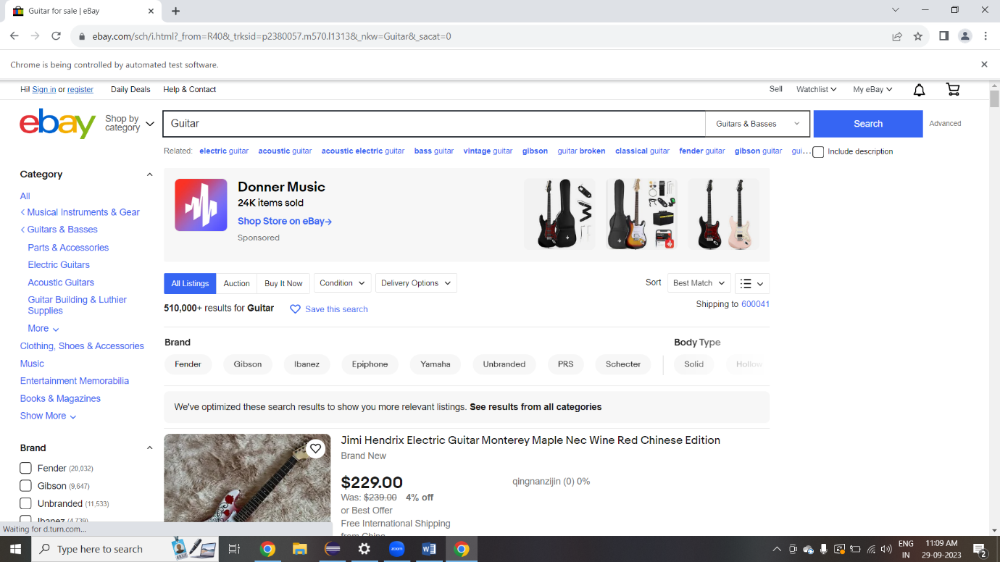 Guitar for sale | eBay
ebay.com/sch/i.html?_from=R40&_trksid=p2380057.m570.l1313&_nkw=Guitar&_sacat=0
Chrome is being controlled by automated test software.
Hi! Sign in or register Daily Deals Help & Contact Sell Watchlist My eBay
ebay Shop by category Guitar Guitars & Basses Search Advanced
Related: electric guitar acoustic guitar acoustic electric guitar bass guitar vintage guitar gibson guitar broken classical guitar fender guitar gibson guitar gui... Include description
Category
All
Musical Instruments & Gear
Guitars & Basses
Parts & Accessories
Electric Guitars
Acoustic Guitars
Guitar Building & Luthier
Supplies
More
Clothing, Shoes & Accessories
Music
Entertainment Memorabilia
Books & Magazines
Show More
Brand
Fender (20,032)
Gibson (9,647)
Unbranded (11,533)
Ibanez (4,739)
Donner Music
24K items sold
Shop Store on eBay→
Sponsored
All Listings Auction Buy It Now Condition Delivery Options Sort Best Match
510,000+ results for Guitar Save this search Shipping to 600041
Brand Body Type
Fender Gibson Ibanez Epiphone Yamaha Unbranded PRS Schecter Solid Hollow
We've optimized these search results to show you more relevant listings. See results from all categories
Jimi Hendrix Electric Guitar Monterey Maple Nec Wine Red Chinese Edition
Brand New
$229.00 qingnanzijin (0) 0%
Was: $239.00 4% off
or Best Offer
Free International Shipping
from China
Waiting for d.turn.com...
Type here to search zoom ENG IN 11:09 AM 29-09-2023 2